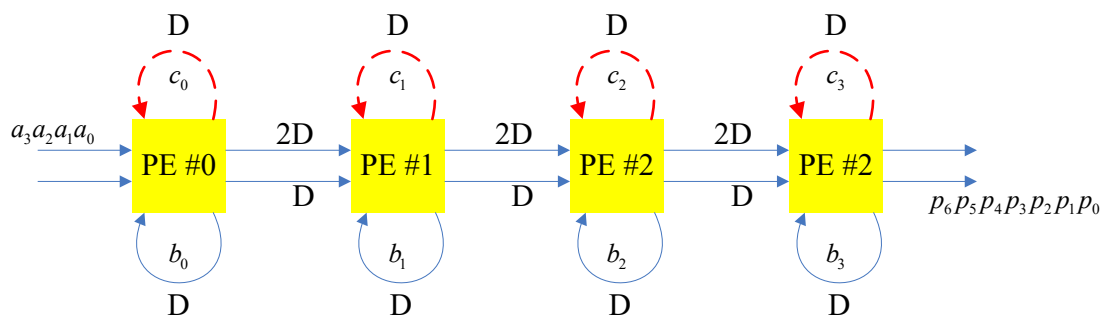 D D D D
c₀ c₁ c₂ c₃
a₃a₂a₁a₀ 2D 2D 2D
PE #0 PE #1 PE #2 PE #2
D D D
p₆p₅p₄p₃p₂p₁p₀
b₀ b₁ b₂ b₃
D D D D